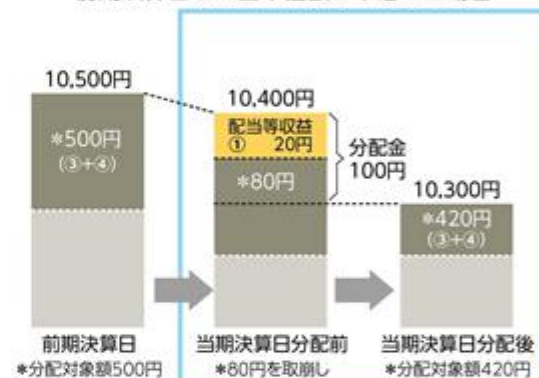 10,500円
*500円
(③+④)
10,400円
配当等収益
① 20円
*80円
分配金
100円
10,300円
*420円
(③+④)
前期決算日
*分配対象額500円
当期決算日分配前
*80円を取崩し
当期決算日分配後
*分配対象額420円